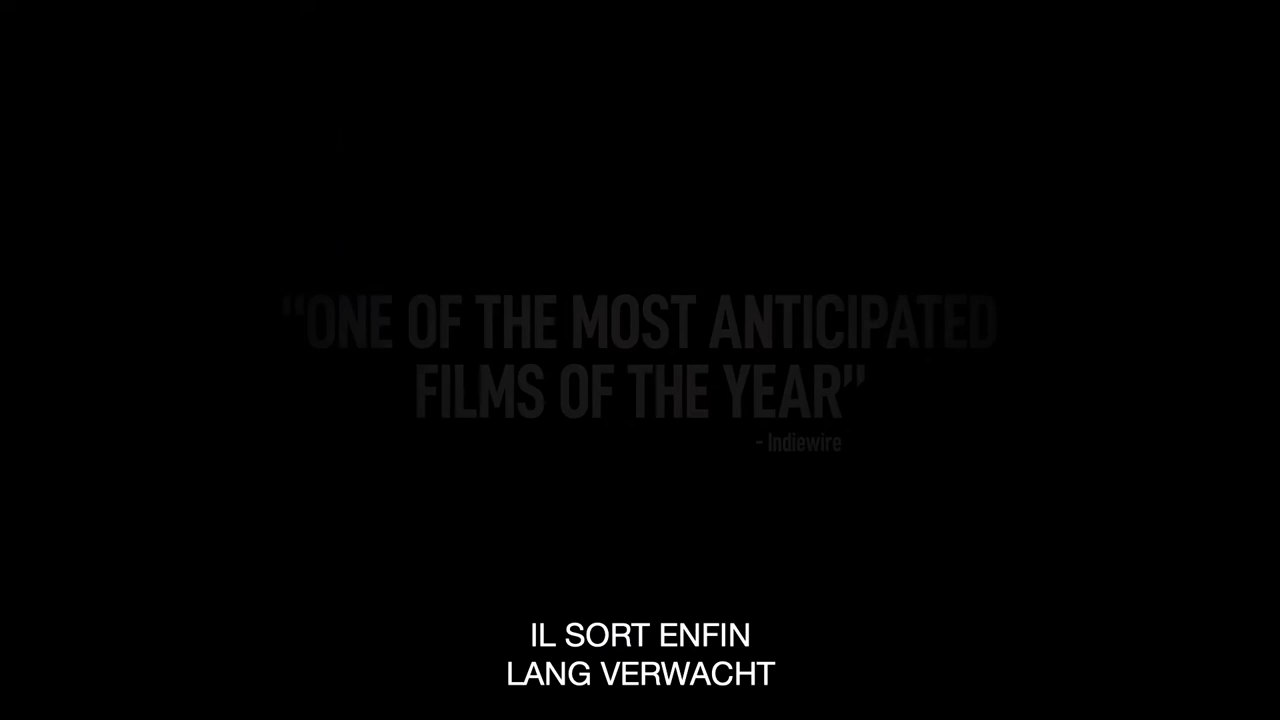 “ONE OF THE MOST ANTICIPATED
FILMS OF THE YEAR”
- Indiewire
IL SORT ENFIN
LANG VERWACHT